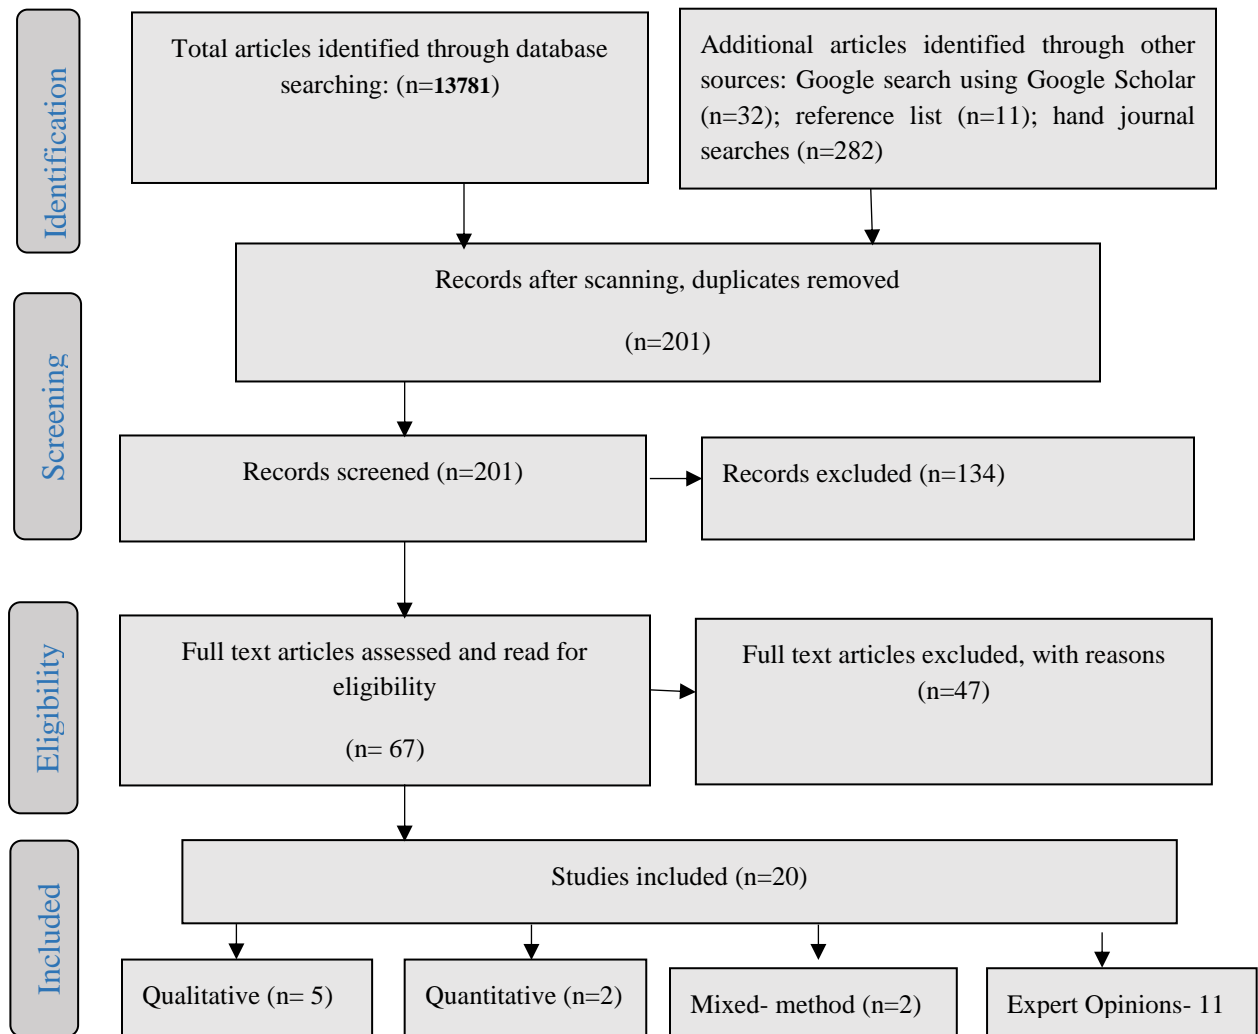 Identification
Total articles identified through database
searching: (n=13781)
Additional articles identified through other
sources: Google search using Google Scholar
(n=32); reference list (n=11); hand journal
searches (n=282)
Records after scanning, duplicates removed
(n=201)
Screening
Records screened (n=201)
Records excluded (n=134)
Eligibility
Full text articles assessed and read for
eligibility
(n= 67)
Full text articles excluded, with reasons
(n=47)
Included
Studies included (n=20)
Qualitative (n= 5)
Quantitative (n=2)
Mixed- method (n=2)
Expert Opinions- 11